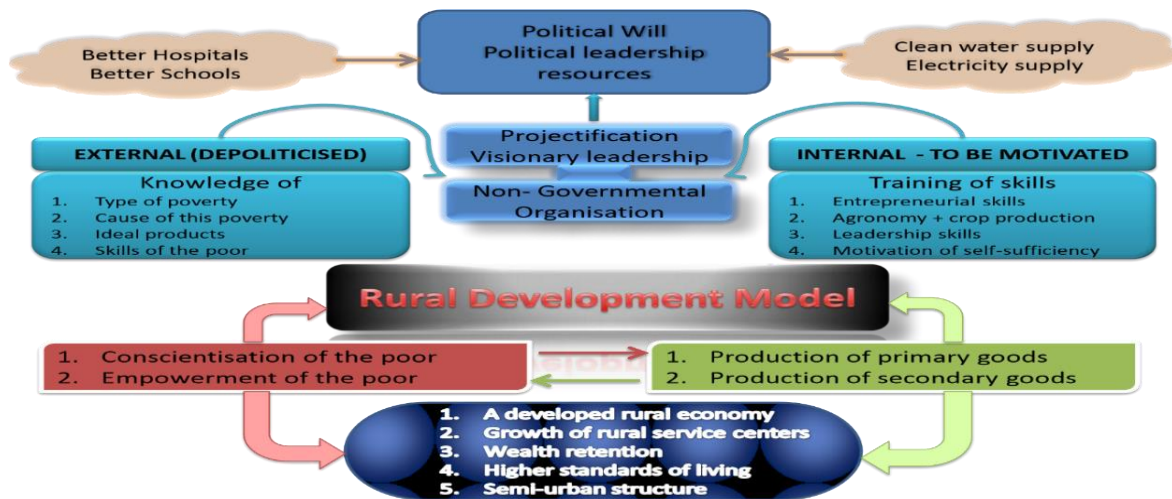 Better Hospitals
Better Schools
Political Will
Political leadership
resources
Clean water supply
Electricity supply
Projectification
Visionary leadership
Non- Governmental
Organisation
EXTERNAL (DEPOLITICISED)
Knowledge of
1. Type of poverty
2. Cause of this poverty
3. Ideal products
4. Skills of the poor
INTERNAL - TO BE MOTIVATED
Training of skills
1. Entrepreneurial skills
2. Agronomy + crop production
3. Leadership skills
4. Motivation of self-sufficiency
Rural Development Model
1. Conscientisation of the poor
2. Empowerment of the poor
1. Production of primary goods
2. Production of secondary goods
1. A developed rural economy
2. Growth of rural service centers
3. Wealth retention
4. Higher standards of living
5. Semi-urban structure